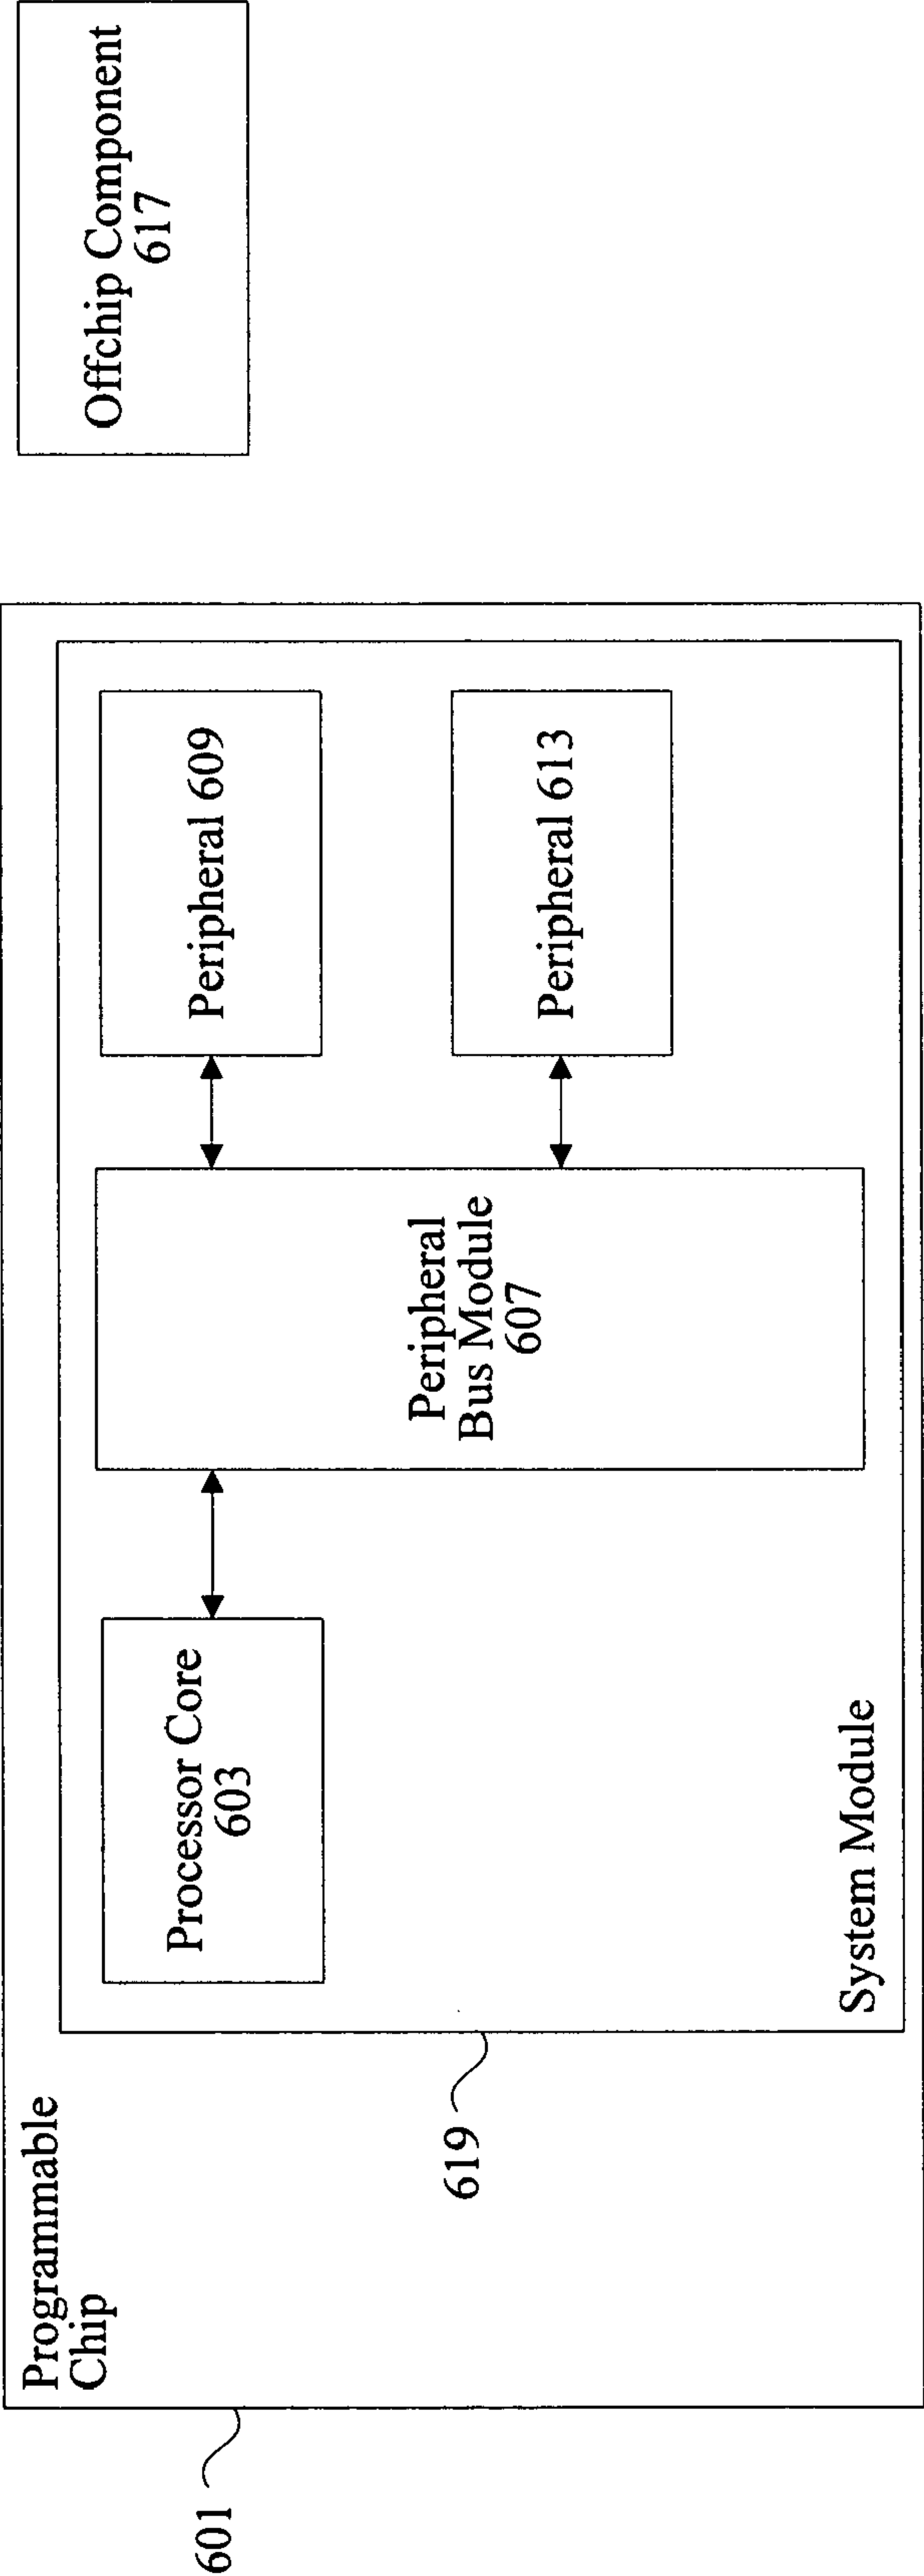 Programmable
Chip
601
619
System Module
Processor Core
603
Peripheral
Bus Module
607
Peripheral 609
Peripheral 613
Offchip Component
617